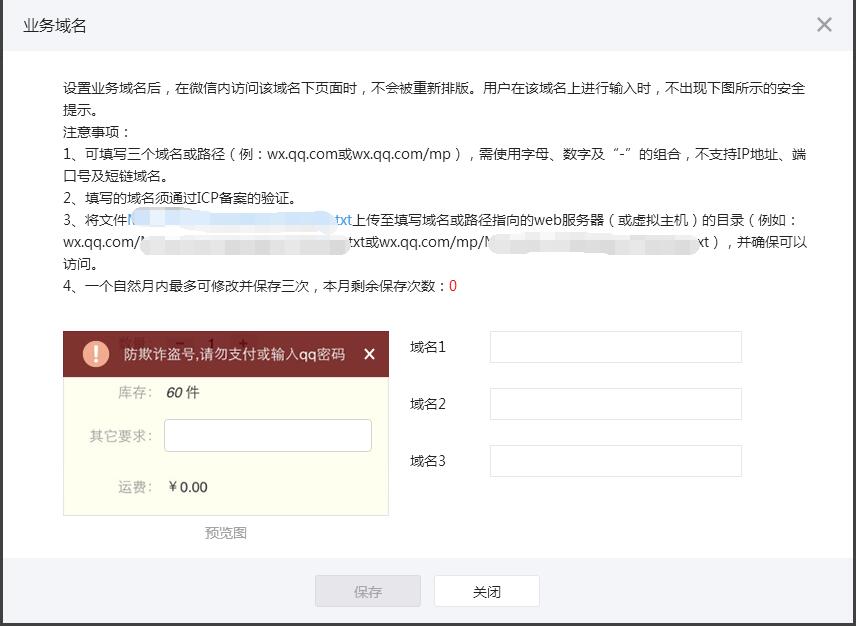 业务域名
设置业务域名后，在微信内访问该域名下页面时，不会被重新排版。用户在该域名上进行输入时，不出现下图所示的安全
提示。
注意事项：
1、可填写三个域名或路径（例：wx.qq.com或wx.qq.com/mp），需使用字母、数字及“-”的组合，不支持IP地址、端
口号及短链域名。
2、填写的域名须通过ICP备案的验证。
3、将文件 txt上传至填写域名或路径指向的web服务器（或虚拟主机）的目录（例如：
wx.qq.com/ txt或wx.qq.com/mp/ xt），并确保可以
访问。
4、一个自然月内最多可修改并保存三次，本月剩余保存次数：0
防欺诈盗号,请勿支付或输入qq密码
库存： 60 件
其它要求：
运费： ￥0.00
预览图
域名1
域名2
域名3
保存
关闭